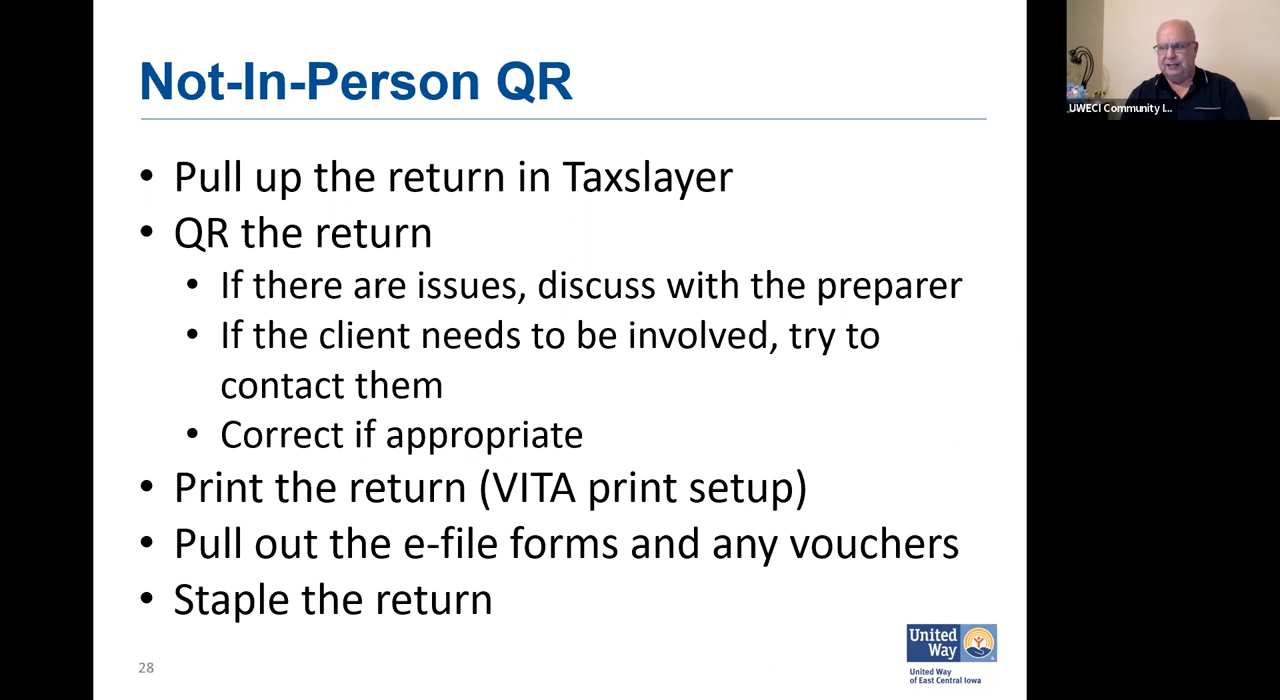 Not-In-Person QR
• Pull up the return in Taxslayer
• QR the return
• If there are issues, discuss with the preparer
• If the client needs to be involved, try to
contact them
• Correct if appropriate
• Print the return (VITA print setup)
• Pull out the e-file forms and any vouchers
• Staple the return
28
United
Way
United Way
of East Central Iowa
UWECI Community I...